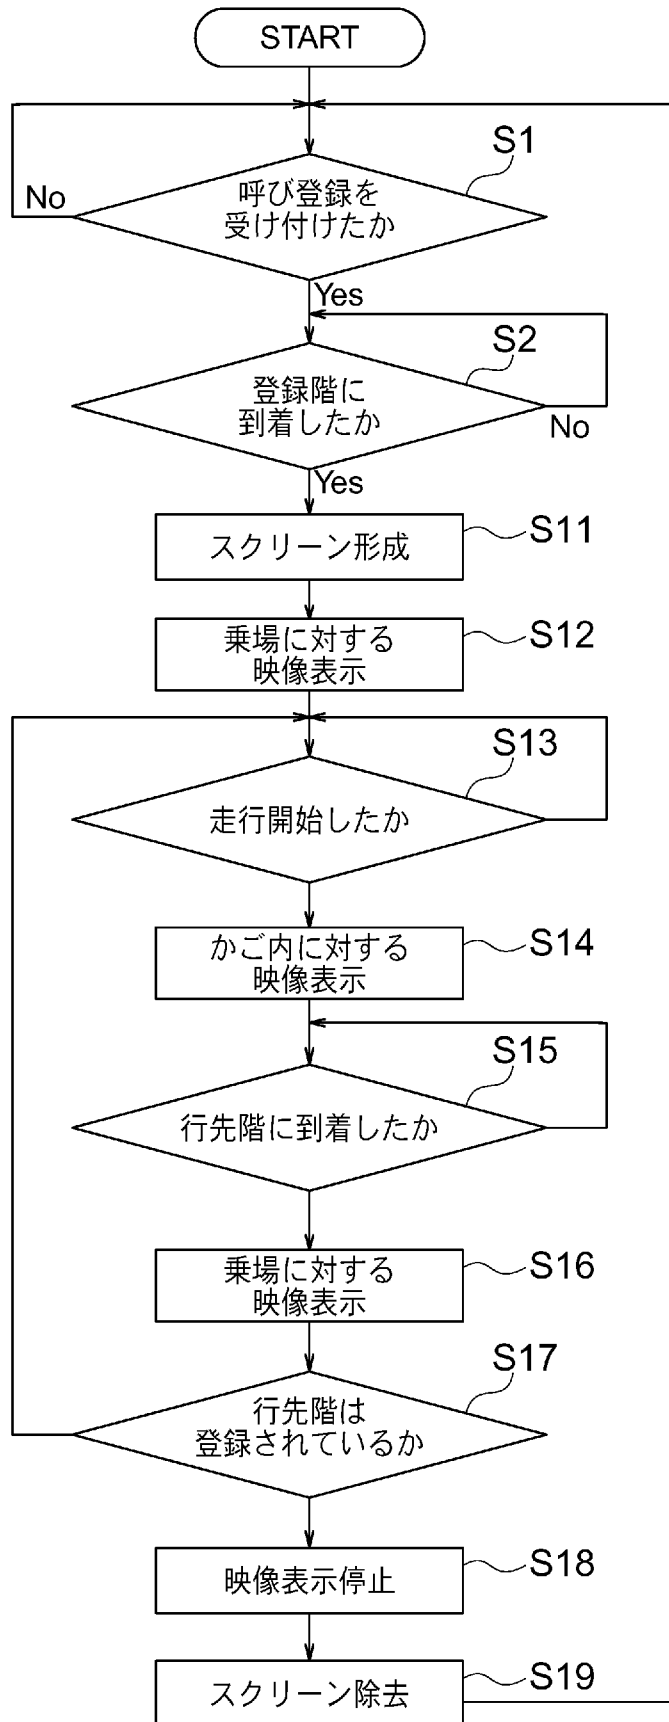 START
S1
呼び登録を
受け付けたか
No
Yes
S2
登録階に
到着したか
No
Yes
スクリーン形成
S11
乗場に対する
映像表示
S12
S13
走行開始したか
かご内に対する
映像表示
S14
S15
行先階に到着したか
乗場に対する
映像表示
S16
S17
行先階は
登録されているか
映像表示停止
S18
スクリーン除去
S19